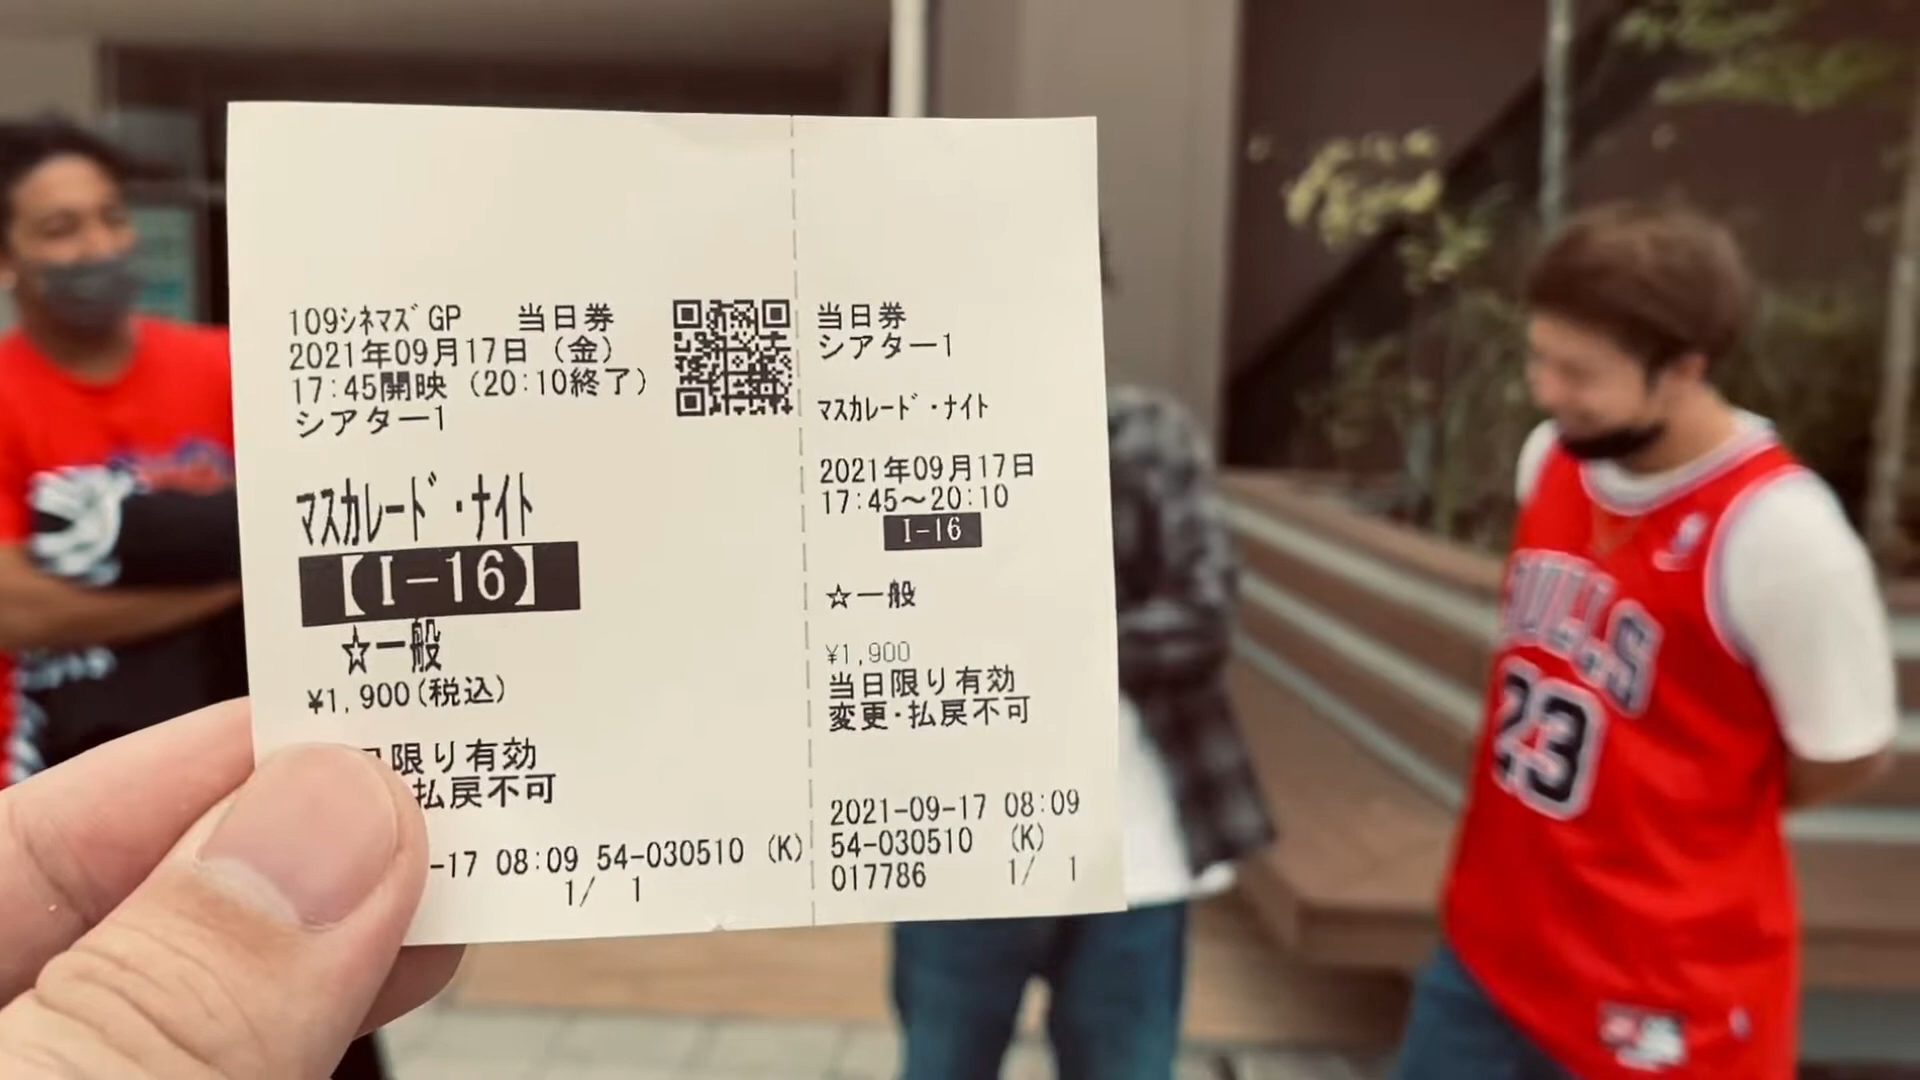 109シネマズGP 当日券
2021年09月17日（金）
17:45開映（20:10終了）
シアター1
マスカレード・ナイト
【I-16】
☆一般
¥1,900(税込)
限り有効
払戻不可
-17 08:09 54-030510 (K)
1/ 1
当日券
シアター1
マスカレード・ナイト
2021年09月17日
17:45～20:10
I-16
☆一般
¥1,900
当日限り有効
変更・払戻不可
2021-09-17 08:09
54-030510 (K)
017786 1/ 1
BULLS
23